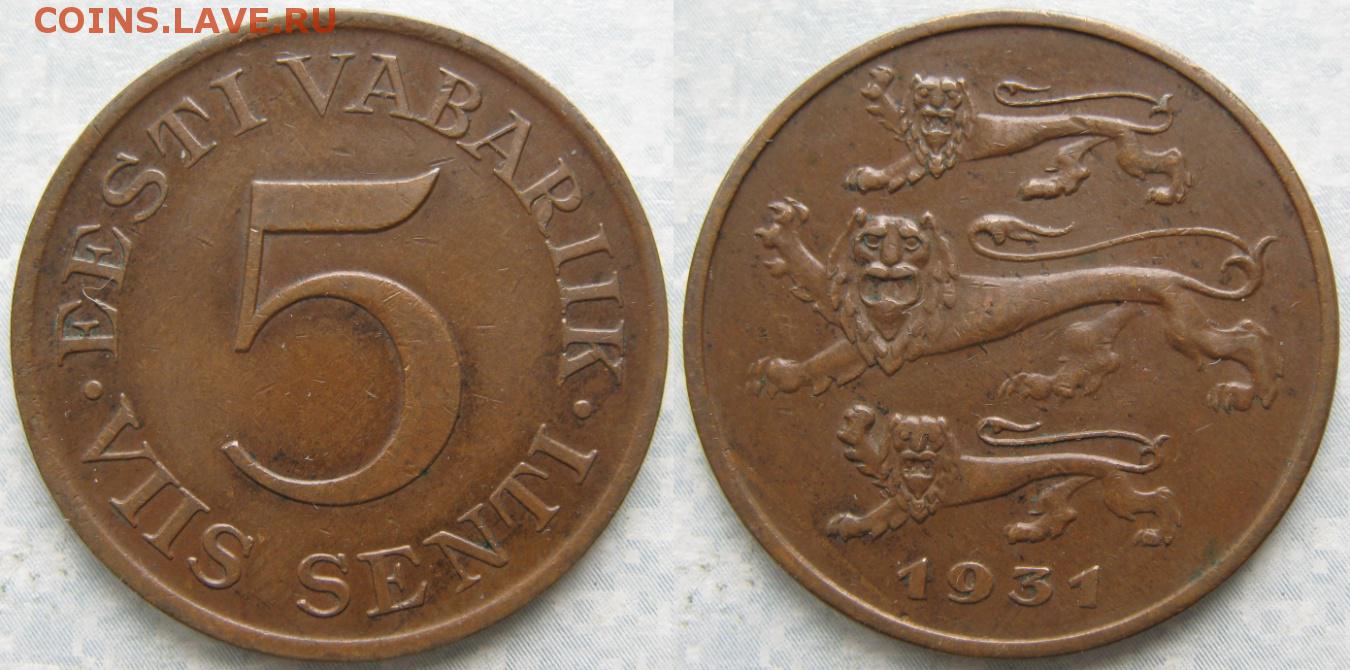 COINS.LAVE.RU
EESTI VABARIIK
5
· VIIS SENTI ·
1931